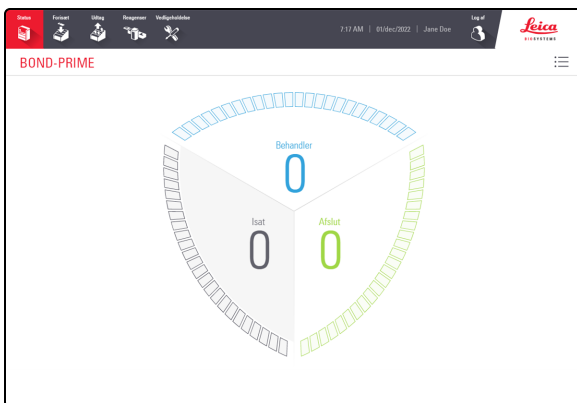 Status Forisæt Udtag Reagenser Vedligeholdelse 7:17 AM | 01/dec/2022 | Jane Doe Log af
Leica
BIOSYSTEMS
BOND-PRIME
Behandler
0
Isat Afslut
0 0